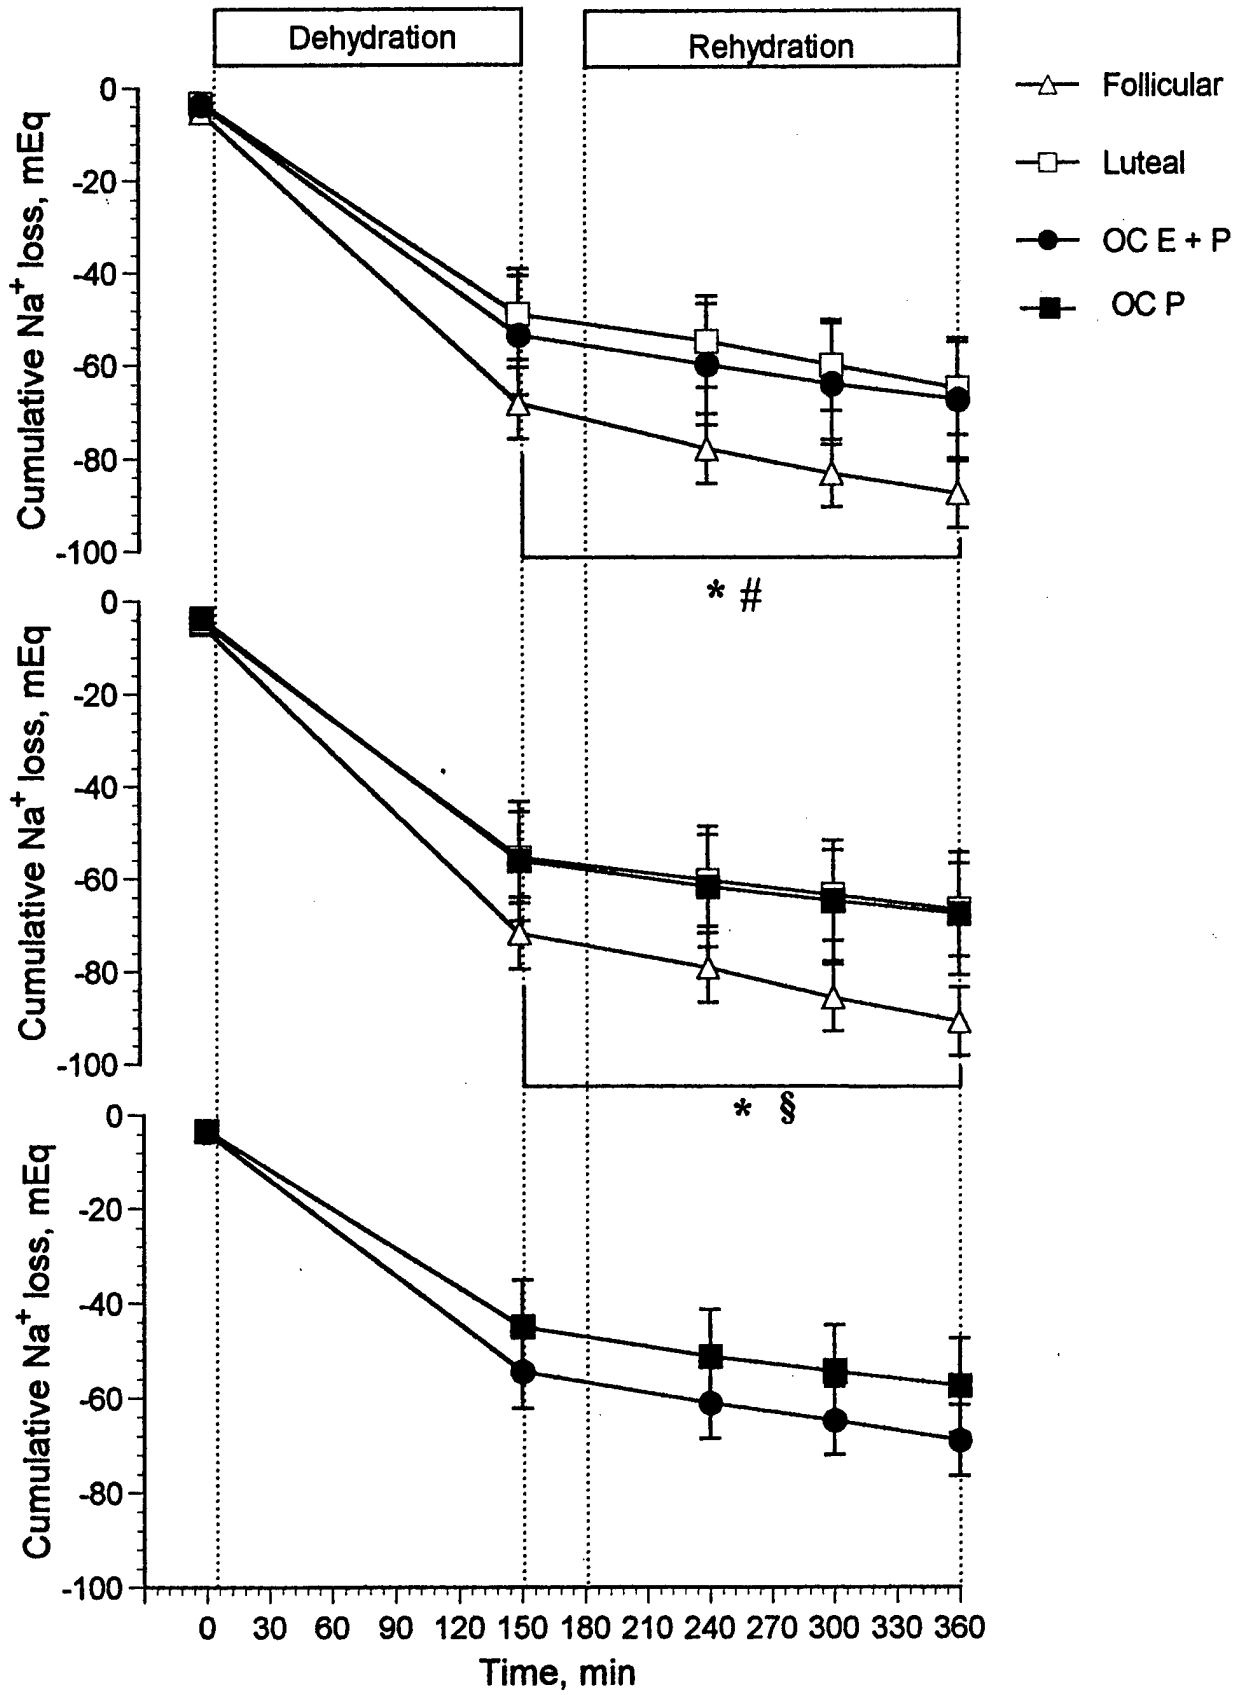 Dehydration
Rehydration
Follicular
Luteal
OC E + P
OC P
Cumulative Na+ loss, mEq
0
-20
-40
-60
-80
-100
* #
Cumulative Na+ loss, mEq
0
-20
-40
-60
-80
-100
* §
Cumulative Na+ loss, mEq
0
-20
-40
-60
-80
-100
0 30 60 90 120 150 180 210 240 270 300 330 360
Time, min